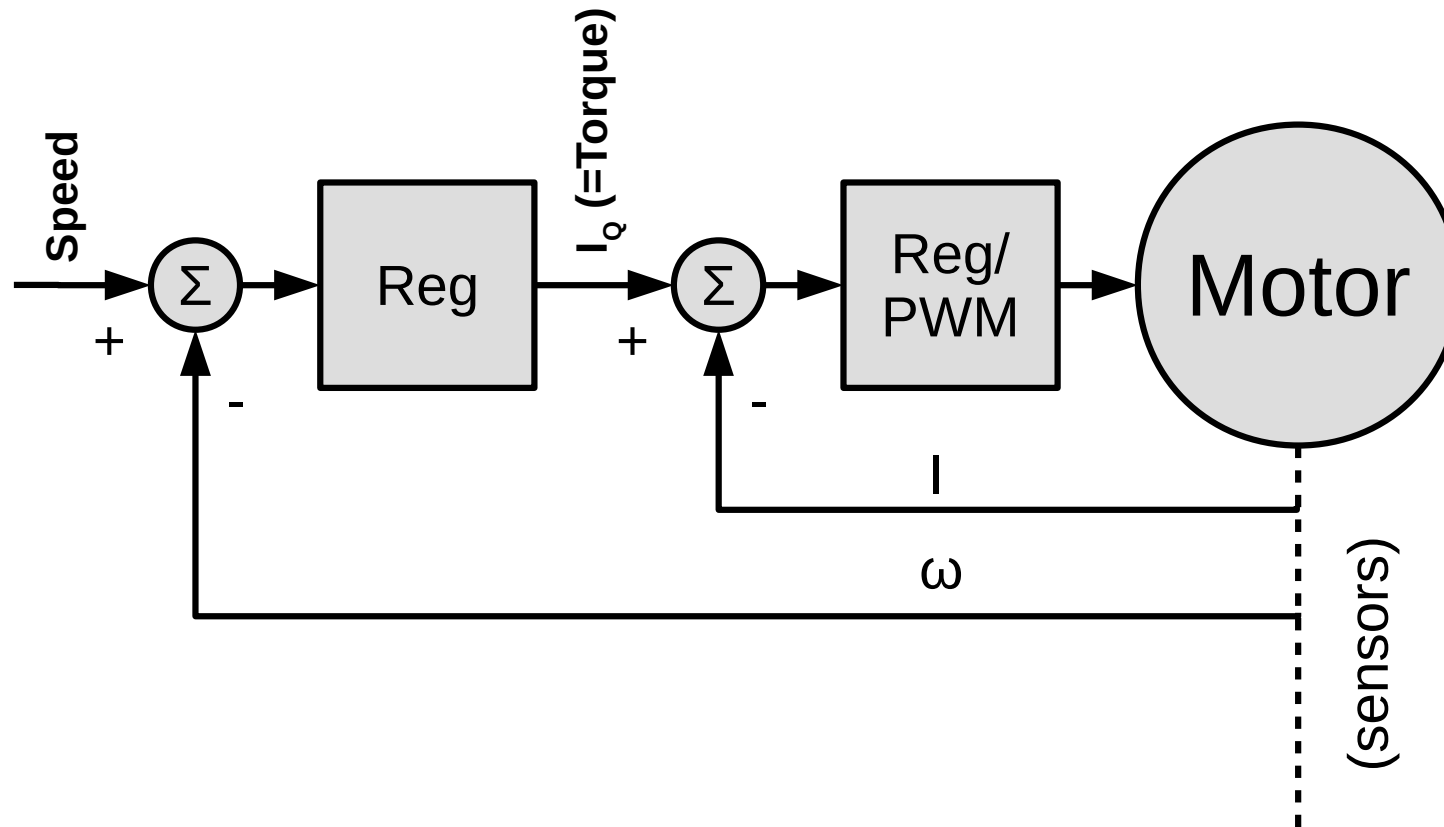 Speed
Σ
+
-
Reg
I_Q (=Torque)
Σ
+
-
Reg/
PWM
Motor
I
ω
(sensors)